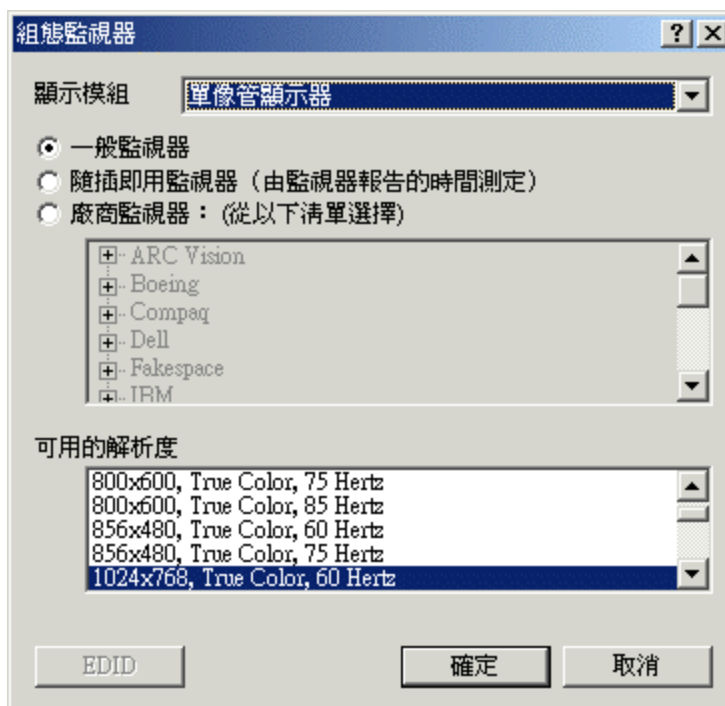 組態監視器
顯示模組 單像管顯示器
一般監視器
隨插即用監視器（由監視器報告的時間測定）
廠商監視器：(從以下清單選擇)
ARC Vision
Boeing
Compaq
Dell
Fakespace
IBM
可用的解析度
800x600, True Color, 75 Hertz
800x600, True Color, 85 Hertz
856x480, True Color, 60 Hertz
856x480, True Color, 75 Hertz
1024x768, True Color, 60 Hertz
EDID 確定 取消